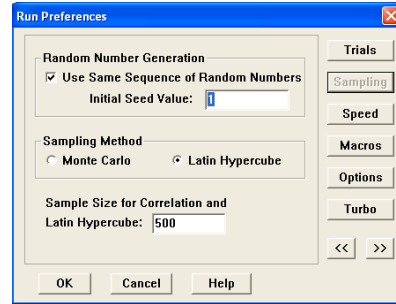 Run Preferences
Random Number Generation
Use Same Sequence of Random Numbers
Initial Seed Value: 1
Sampling Method
Monte Carlo
Latin Hypercube
Sample Size for Correlation and
Latin Hypercube: 500
OK
Cancel
Help
Trials
Sampling
Speed
Macros
Options
Turbo
<<
>>